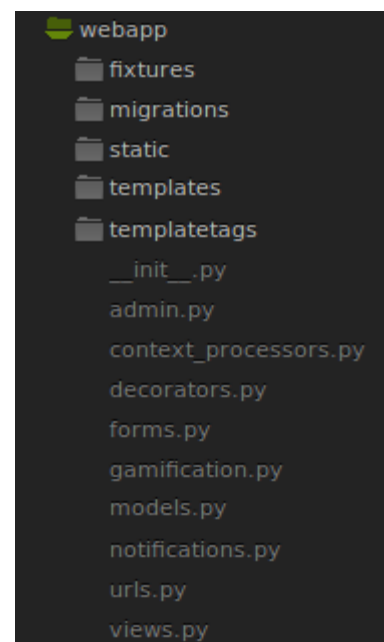 webapp
fixtures
migrations
static
templates
templatetags
__init__.py
admin.py
context_processors.py
decorators.py
forms.py
gamification.py
models.py
notifications.py
urls.py
views.py